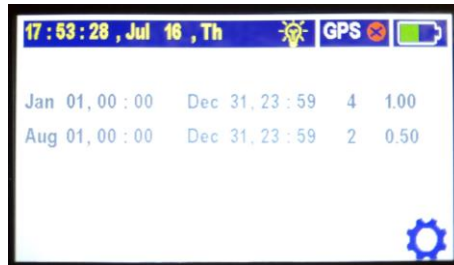 17:53:28 , Jul 16 , Th GPS
Jan 01, 00 : 00 Dec 31, 23 : 59 4 1.00
Aug 01, 00 : 00 Dec 31, 23 : 59 2 0.50